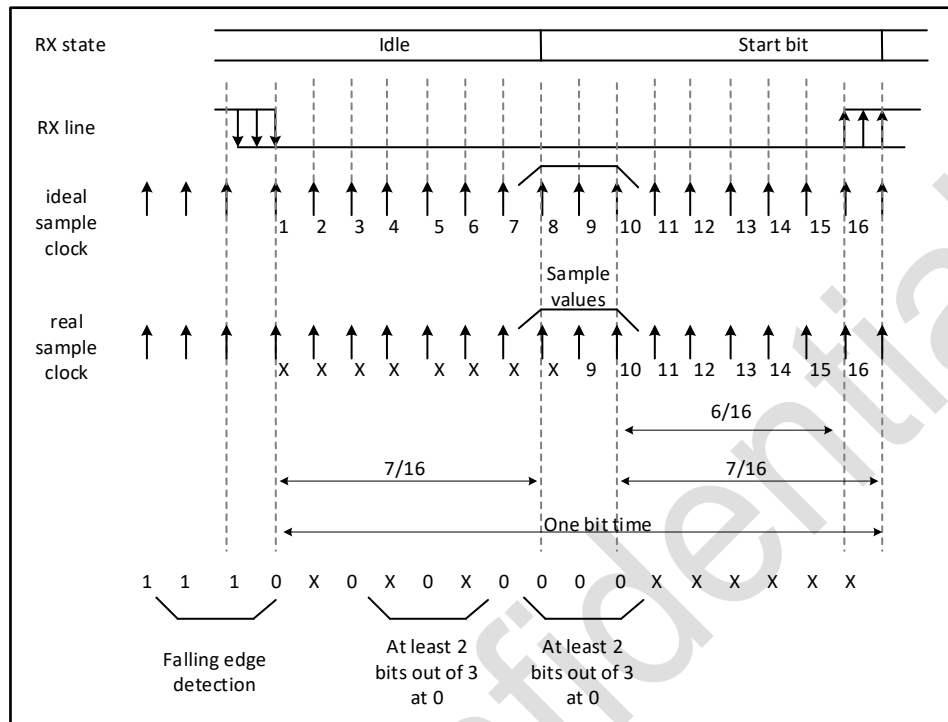 RX state
Idle
Start bit
RX line
ideal
sample
clock
1 2 3 4 5 6 7 8 9 10 11 12 13 14 15 16
Sample
values
real
sample
clock
X X X X X X X X 9 10 11 12 13 14 15 16
6/16
7/16
7/16
One bit time
1 1 1 0 X 0 X 0 X 0 0 0 0 X X X X X X
Falling edge
detection
At least 2
bits out of 3
at 0
At least 2
bits out of 3
at 0
onfidential